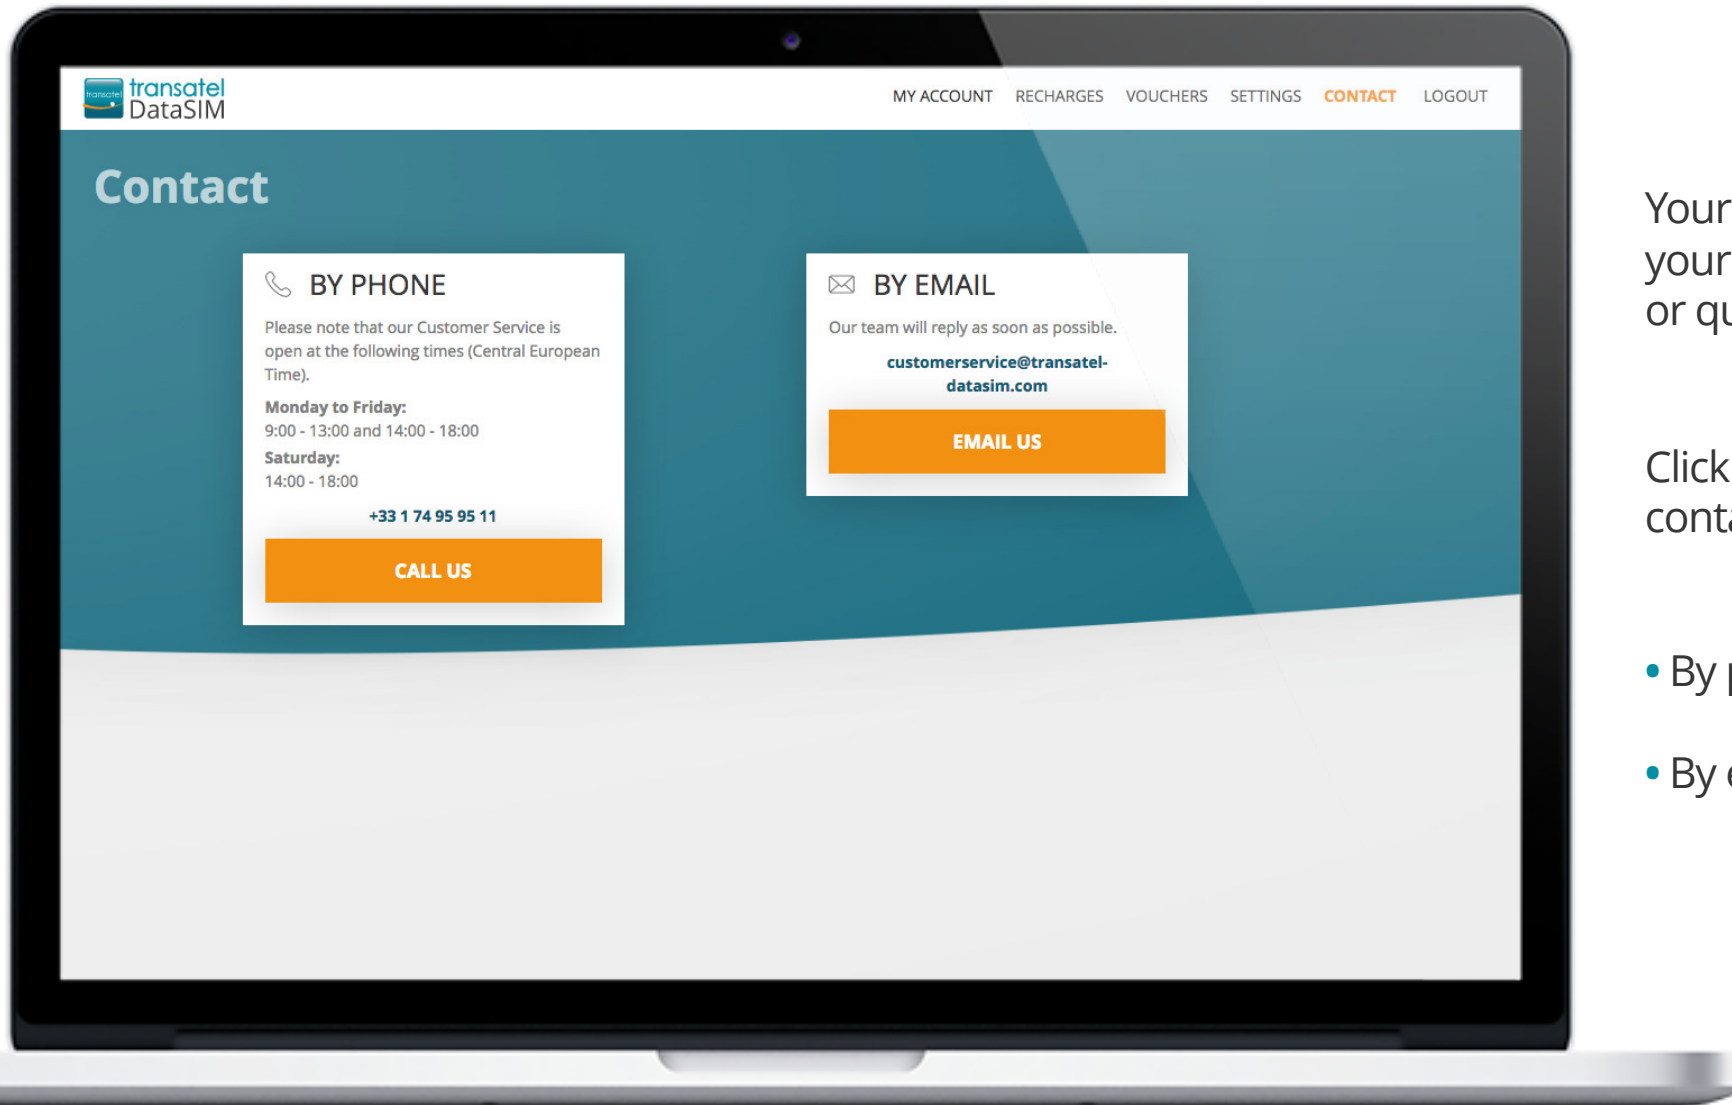 transatel
transatel
DataSIM
MY ACCOUNT RECHARGES VOUCHERS SETTINGS CONTACT LOGOUT
Contact
BY PHONE
Please note that our Customer Service is
open at the following times (Central European
Time).
Monday to Friday:
9:00 - 13:00 and 14:00 - 18:00
Saturday:
14:00 - 18:00
+33 1 74 95 95 11
CALL US
BY EMAIL
Our team will reply as soon as possible.
customerservice@transatel-
datasim.com
EMAIL US
Your
your
or
Click
• By
• By